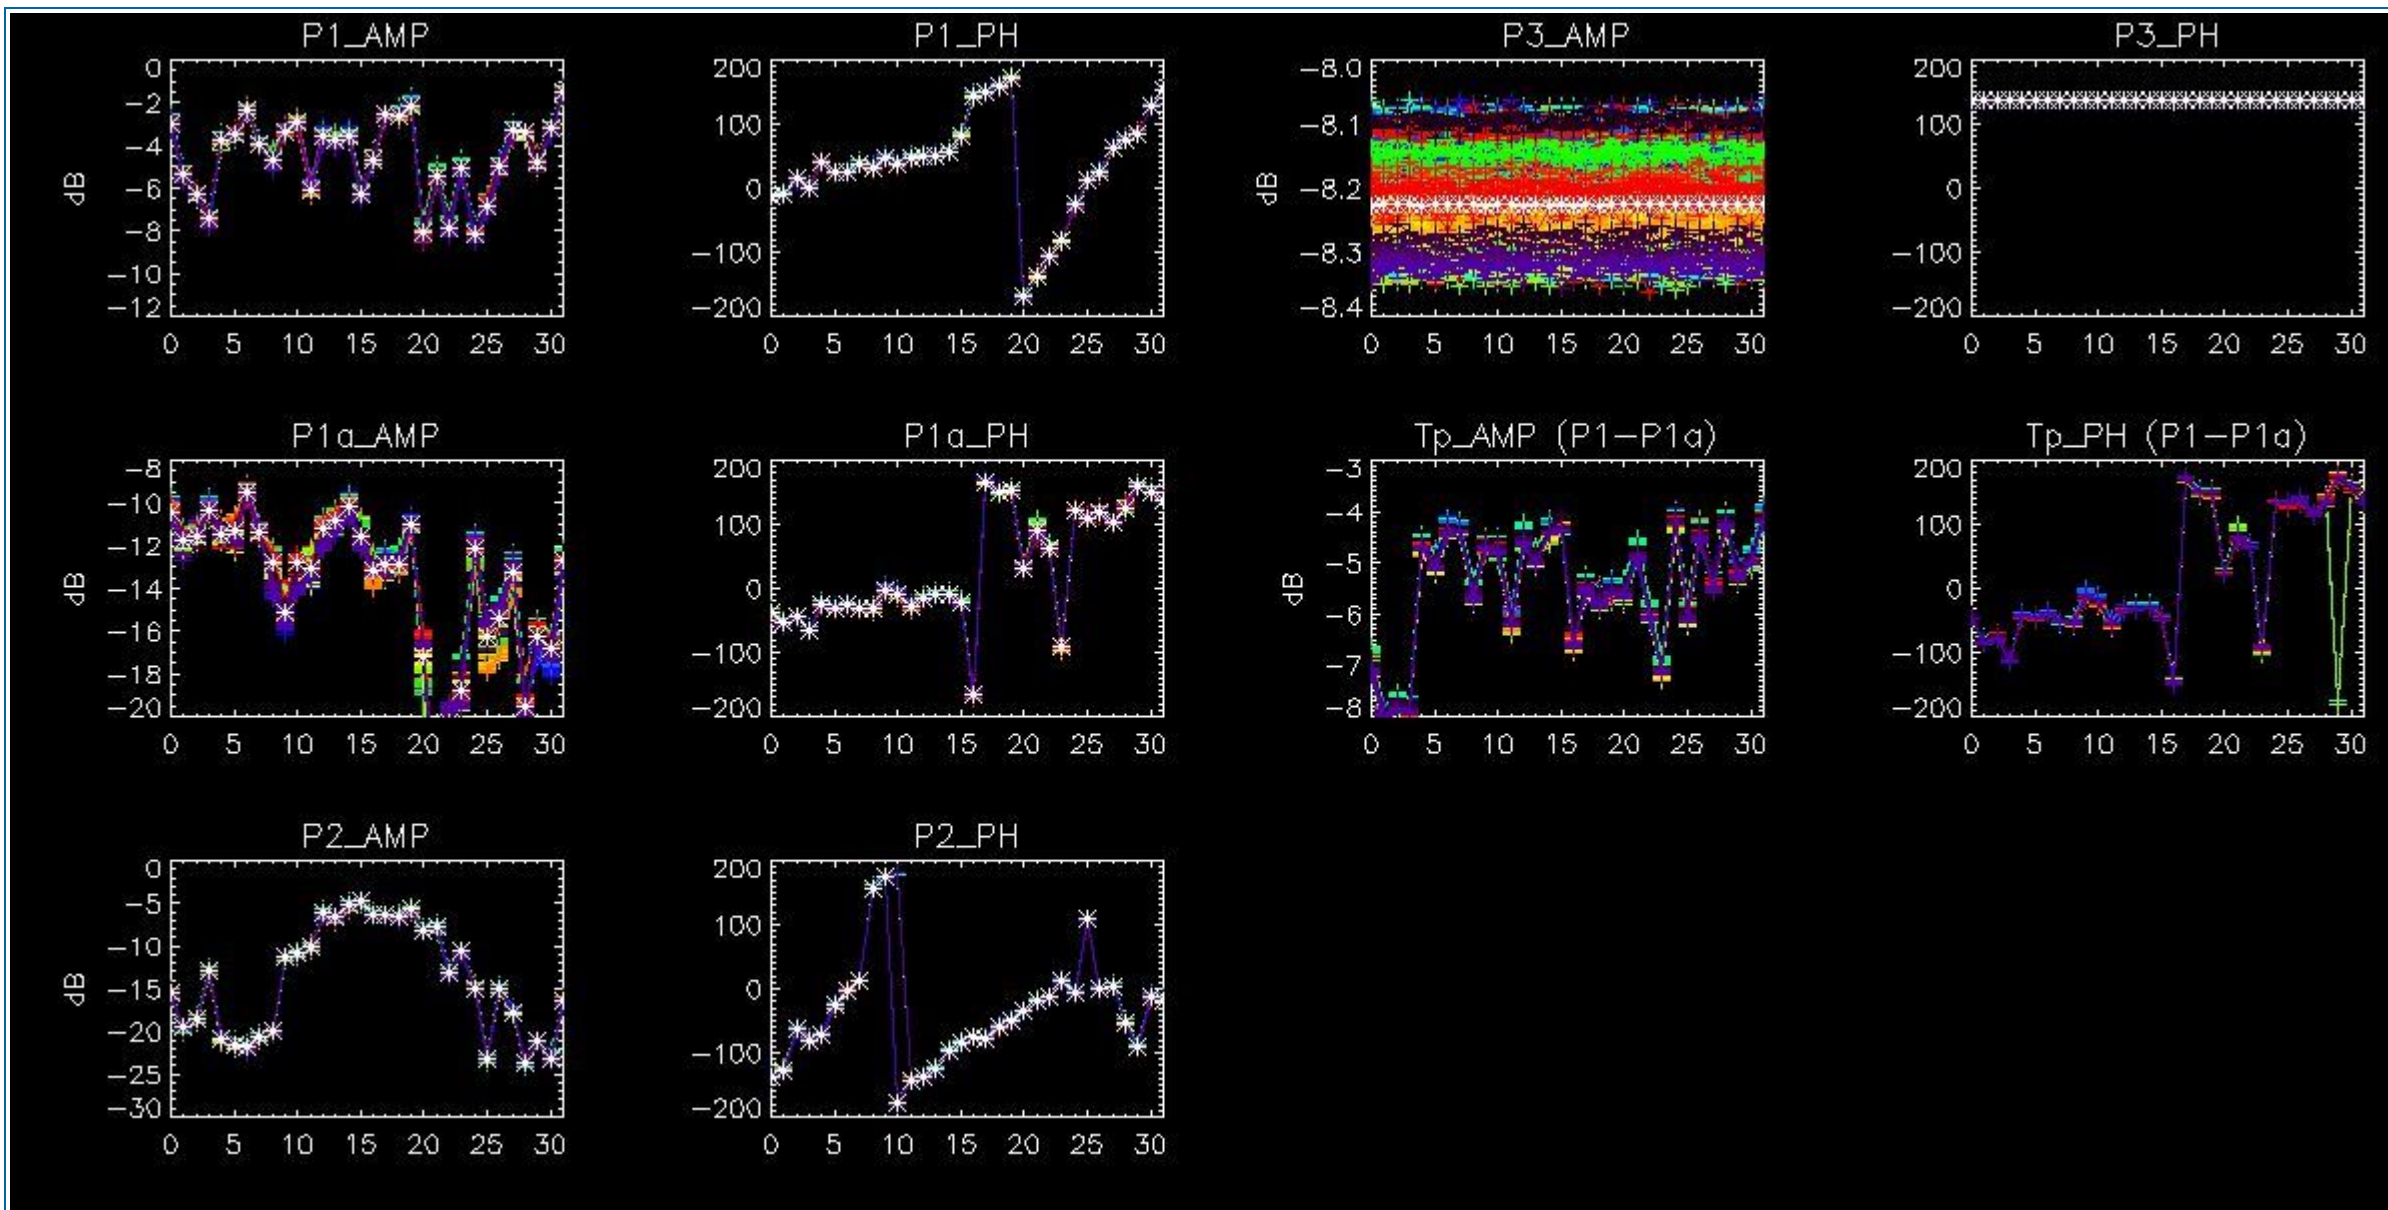 P1_AMP
0
−2
−4
−6
−8
−10
−12
dB
0 5 10 15 20 25 30
P1_PH
200
100
0
−100
−200
0 5 10 15 20 25 30
P3_AMP
−8.0
−8.1
−8.2
−8.3
−8.4
dB
0 5 10 15 20 25 30
P3_PH
200
100
0
−100
−200
0 5 10 15 20 25 30
P1a_AMP
−8
−10
−12
−14
−16
−18
−20
dB
0 5 10 15 20 25 30
P1a_PH
200
100
0
−100
−200
0 5 10 15 20 25 30
Tp_AMP (P1−P1a)
−3
−4
−5
−6
−7
−8
dB
0 5 10 15 20 25 30
Tp_PH (P1−P1a)
200
100
0
−100
−200
0 5 10 15 20 25 30
P2_AMP
0
−5
−10
−15
−20
−25
−30
dB
0 5 10 15 20 25 30
P2_PH
200
100
0
−100
−200
0 5 10 15 20 25 30